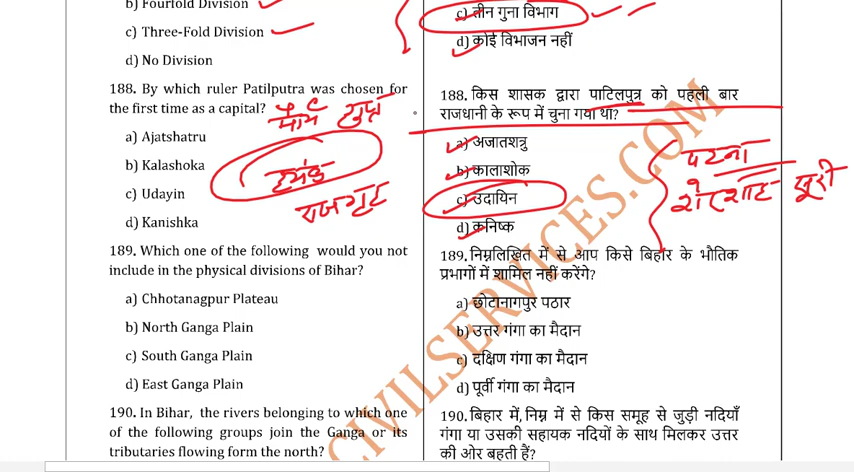 b) Fourfold Division
c) Three-Fold Division
d) No Division
188. By which ruler Patilputra was chosen for
the first time as a capital?
मौर्य गुप्त
a) Ajatshatru
b) Kalashoka
हर्यक
c) Udayin
राजगृह
d) Kanishka
189. Which one of the following would you not
include in the physical divisions of Bihar?
a) Chhotanagpur Plateau
b) North Ganga Plain
c) South Ganga Plain
d) East Ganga Plain
190. In Bihar, the rivers belonging to which one
of the following groups join the Ganga or its
tributaries flowing form the north?
c) तीन गुना विभाग
d) कोई विभाजन नहीं
188. किस शासक द्वारा पाटिलपुत्र को पहली बार
राजधानी के रूप में चुना गया था?
a) अजातशत्रु
b) कालाशोक
c) उदायिन
d) कनिष्क
पटना
शेरशाह सूरी
189. निम्नलिखित में से आप किसे बिहार के भौतिक
प्रभागों में शामिल नहीं करेंगे?
a) छोटानागपुर पठार
b) उत्तर गंगा का मैदान
c) दक्षिण गंगा का मैदान
d) पूर्वी गंगा का मैदान
190. बिहार में, निम्न में से किस समूह से जुड़ी नदियाँ
गंगा या उसकी सहायक नदियों के साथ मिलकर उत्तर
की ओर बहती हैं?
CIVILSERVICES.COM